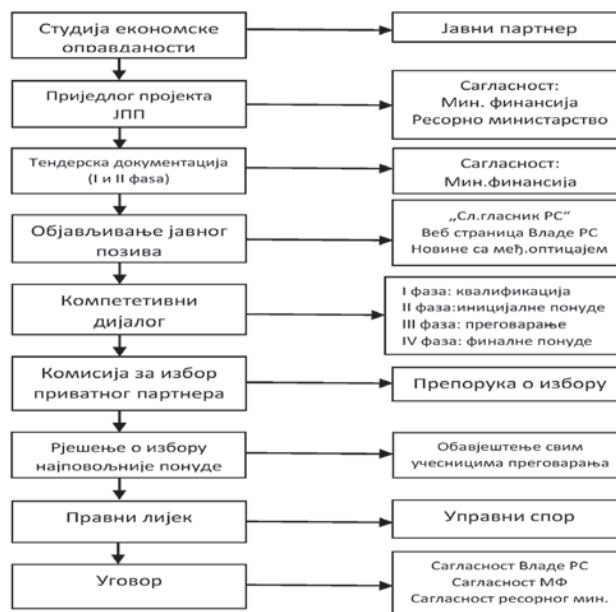 Студија економске
оправданости
Јавни партнер
Приједлог пројекта
ЈПП
Сагласност:
Мин. финансија
Ресорно министарство
Тендерска документација
(I и II фаза)
Сагласност:
Мин.финансија
Објављивање јавног
позива
„Сл.гласник РС“
Веб страница Владе РС
Новине са међ.оптицајем
Компететивни
дијалог
I фаза: квалификација
II фаза:иницијалне понуде
III фаза: преговарање
IV фаза: финалне понуде
Комисија за избор
приватног партнера
Препорука о избору
Рјешење о избору
најповољније понуде
Обавјештење свим
учесницима преговарања
Правни лијек
Управни спор
Уговор
Сагласност Владе РС
Сагласност МФ
Сагласност ресорног мин.